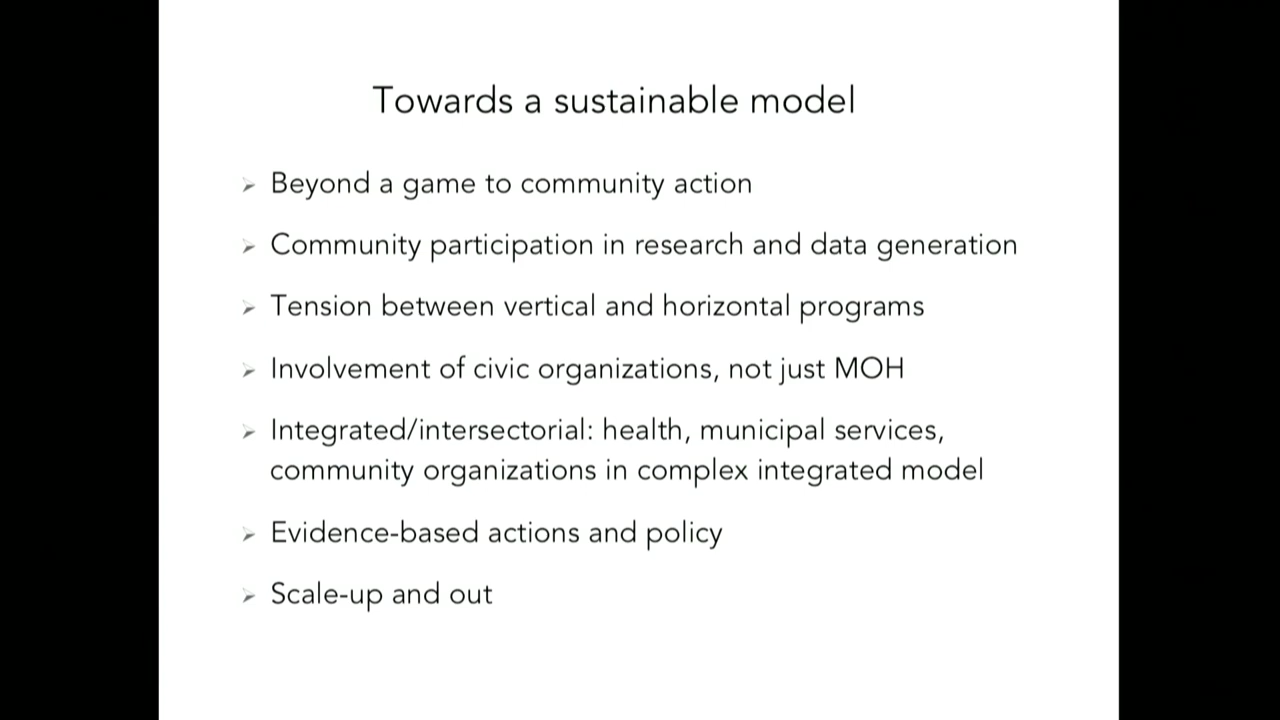 Towards a sustainable model
➢ Beyond a game to community action
➢ Community participation in research and data generation
➢ Tension between vertical and horizontal programs
➢ Involvement of civic organizations, not just MOH
➢ Integrated/intersectorial: health, municipal services,
community organizations in complex integrated model
➢ Evidence-based actions and policy
➢ Scale-up and out